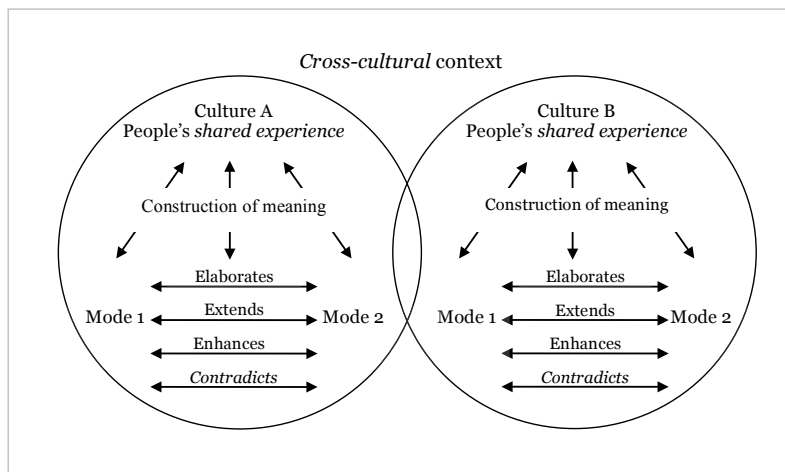 Cross-cultural context
Culture A
People's shared experience
Construction of meaning
Elaborates
Mode 1
Extends
Mode 2
Enhances
Contradicts
Culture B
People's shared experience
Construction of meaning
Elaborates
Mode 1
Extends
Mode 2
Enhances
Contradicts